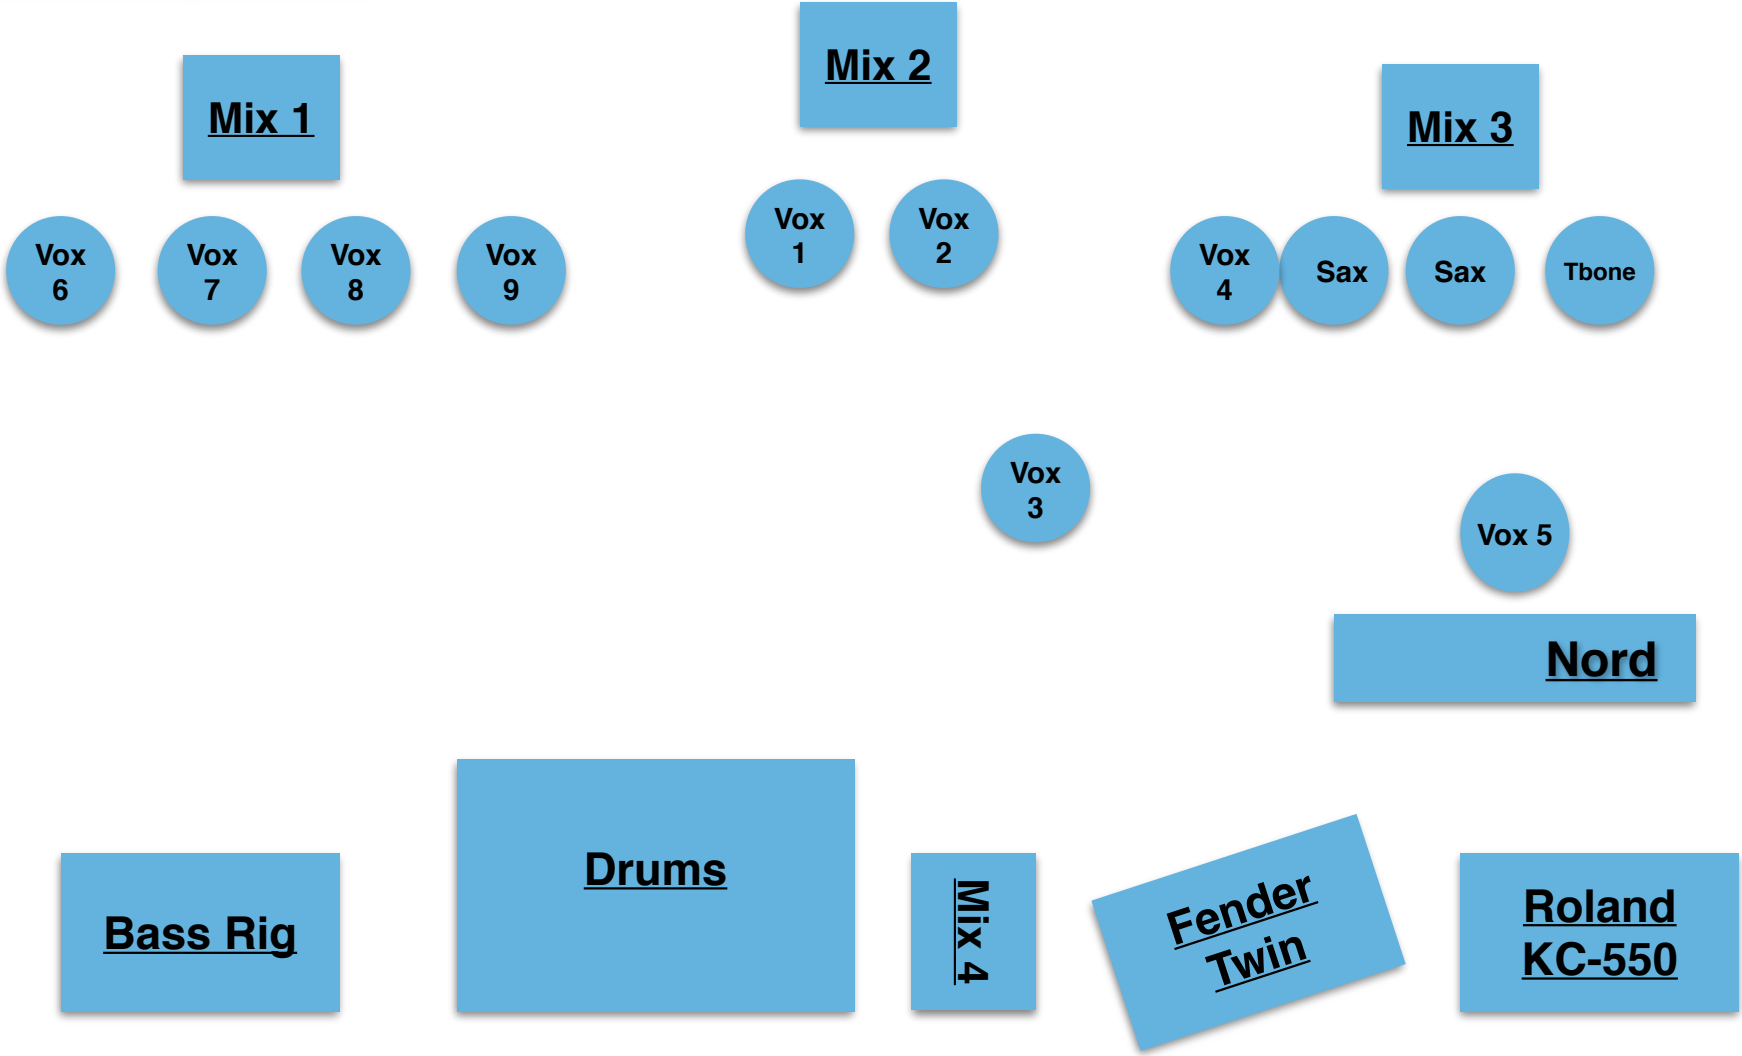 Mix 1
Mix 2
Mix 3
Vox
6
Vox
7
Vox
8
Vox
9
Vox
1
Vox
2
Vox
4
Sax
Sax
Tbone
Vox
3
Vox 5
Nord
Bass Rig
Drums
Mix 4
Fender
Twin
Roland
KC-550